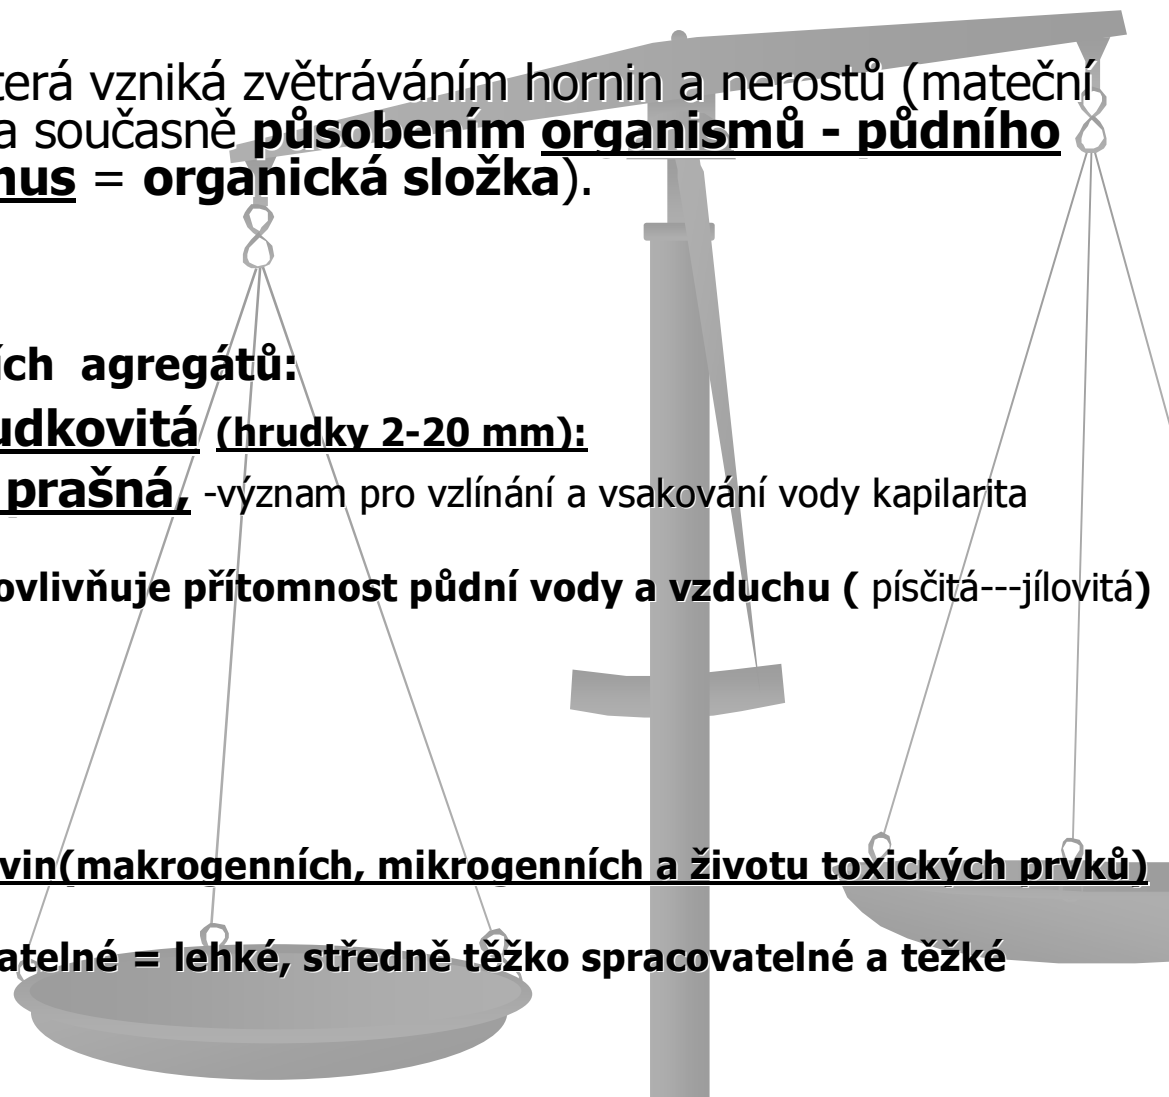 terá vzniká zvětráváním hornin a nerostů (mateční
a současně působením organismů - půdního
nus = organická složka).
ích agregátů:
udkovitá (hrudky 2-20 mm):
prašná, -význam pro vzlínání a vsakování vody kapilarita
ovlivňuje přítomnost půdní vody a vzduchu ( písčitá---jílovitá)
vin(makrogenních, mikrogenních a životu toxických prvků)
atelné = lehké, středně těžko spracovatelné a těžké